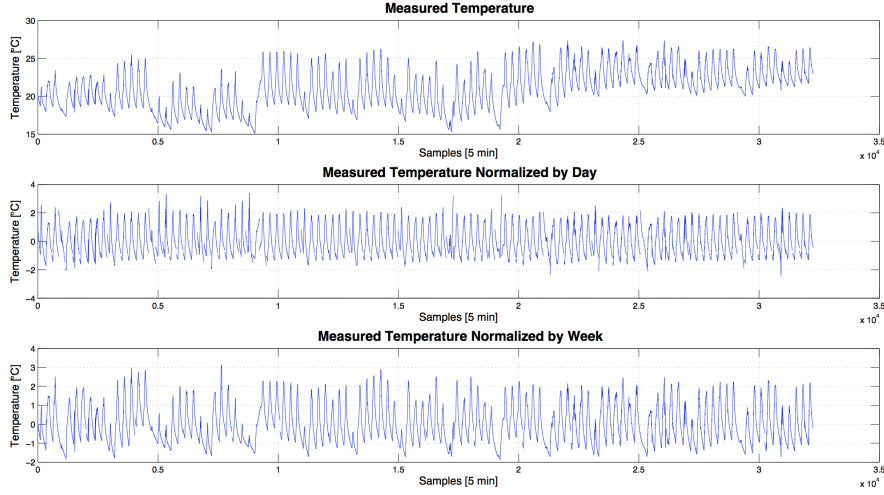 Measured Temperature
30
25
20
15
Temperature [ºC]
0 0.5 1 1.5 2 2.5 3 3.5
Samples [5 min]
x 10^4
Measured Temperature Normalized by Day
4
2
0
−2
−4
Temperature [ºC]
0 0.5 1 1.5 2 2.5 3 3.5
Samples [5 min]
x 10^4
Measured Temperature Normalized by Week
4
3
2
1
0
−1
−2
Temperature [ºC]
0 0.5 1 1.5 2 2.5 3 3.5
Samples [5 min]
x 10^4